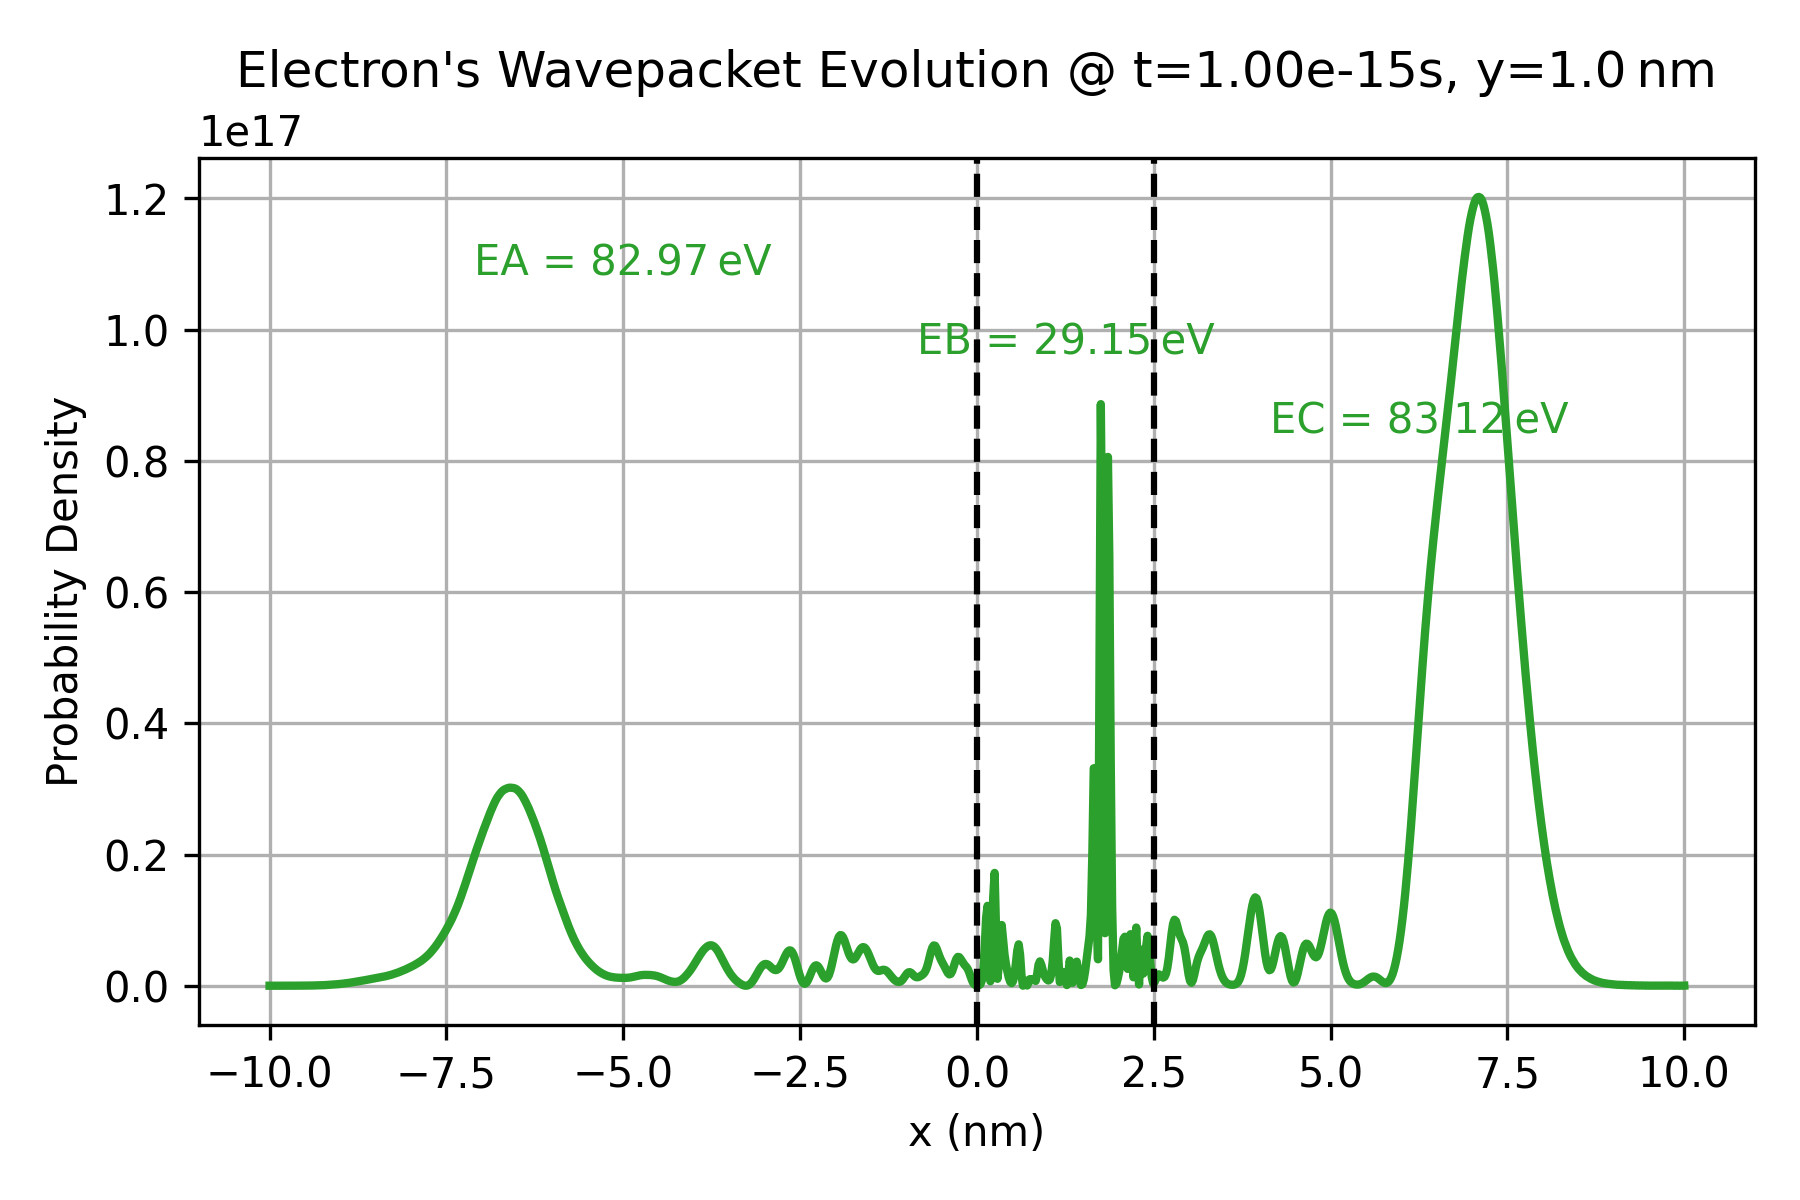 Electron's Wavepacket Evolution @ t=1.00e-15s, y=1.0 nm
1e17
1.2
1.0
0.8
0.6
0.4
0.2
0.0
Probability Density
EA = 82.97 eV
EB = 29.15 eV
EC = 83.12 eV
−10.0 −7.5 −5.0 −2.5 0.0 2.5 5.0 7.5 10.0
x (nm)